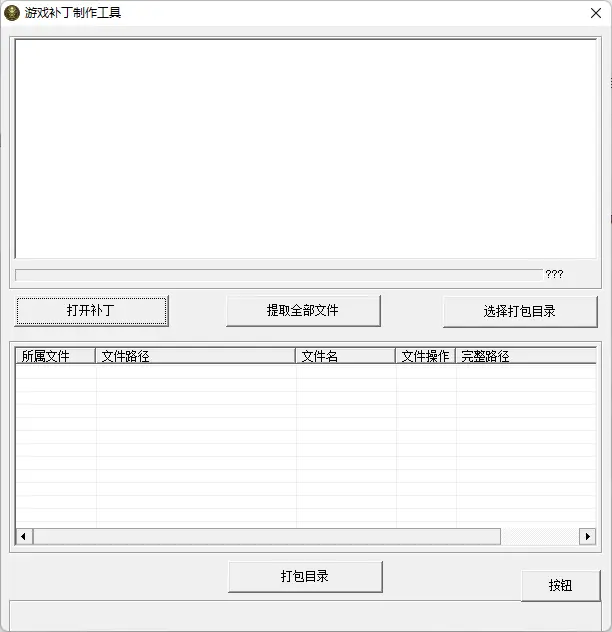 游戏补丁制作工具
???
打开补丁 提取全部文件 选择打包目录
所属文件 文件路径 文件名 文件操作 完整路径
打包目录
按钮